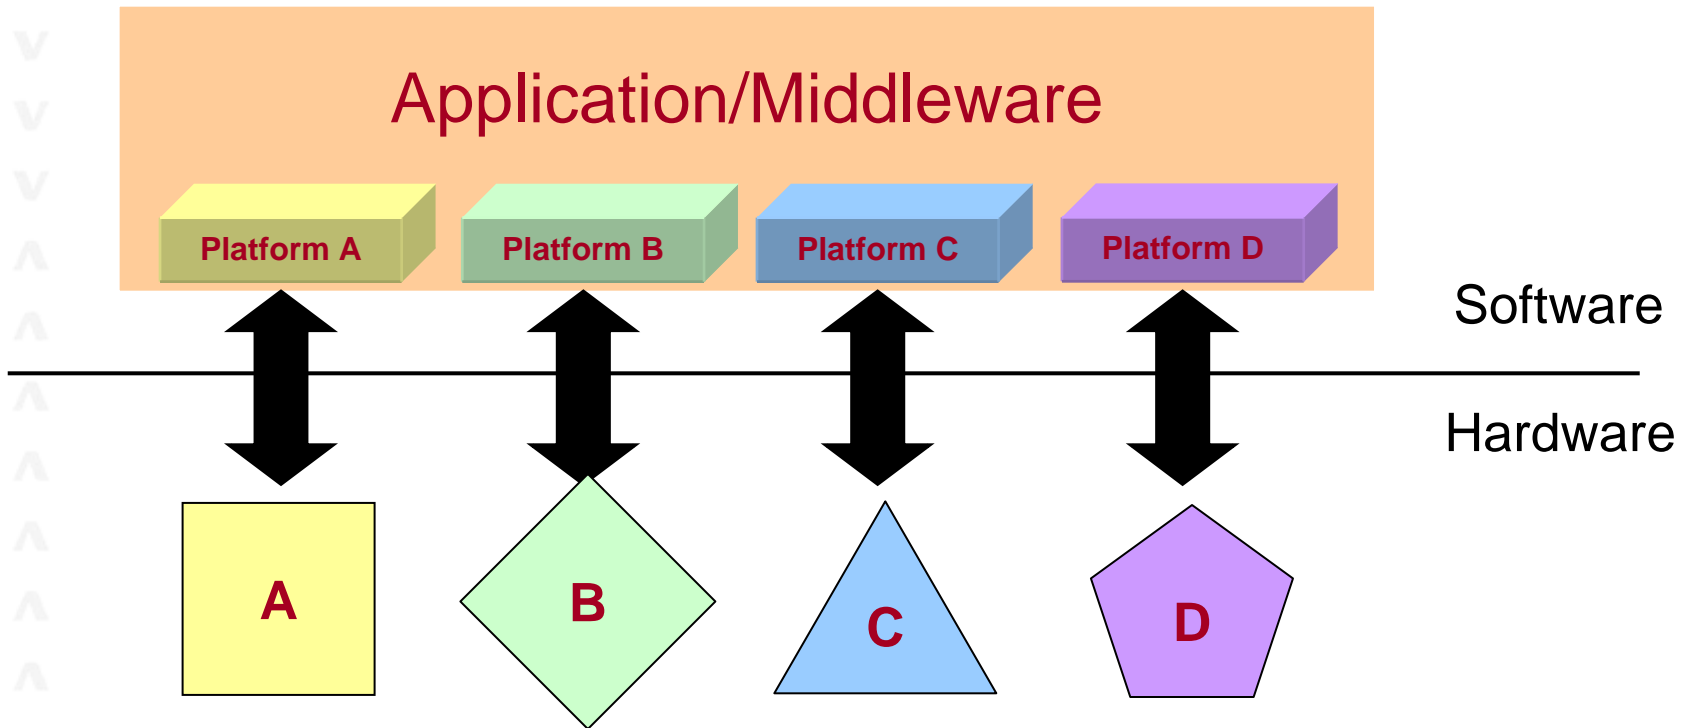 Application/Middleware
Platform A
Platform B
Platform C
Platform D
Software
Hardware
A
B
C
D